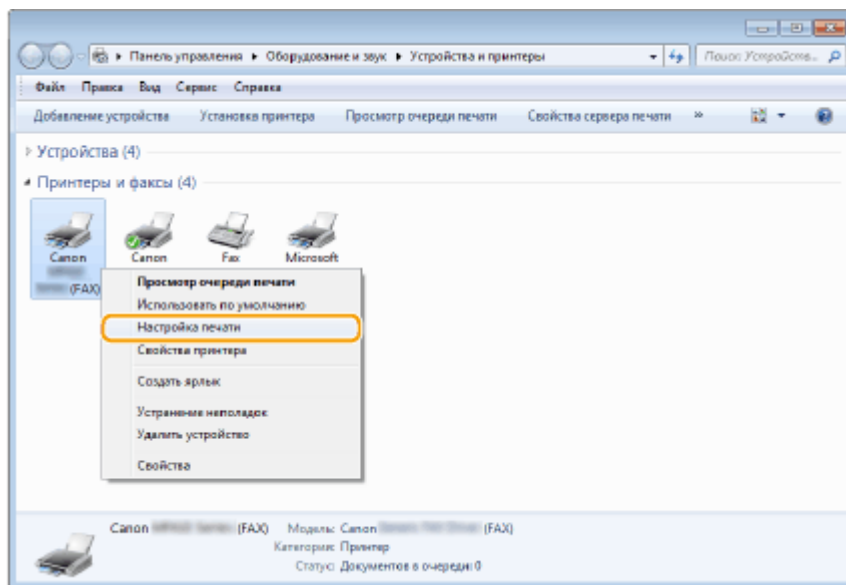 Панель управления ▸ Оборудование и звук ▸ Устройства и принтеры
Поиск: Устройств...
Файл Правка Вид Сервис Справка
Добавление устройства Установка принтера Просмотр очереди печати Свойства сервера печати »
Устройства (4)
Принтеры и факсы (4)
Canon Canon Fax Microsoft
(FAX)
Просмотр очереди печати
Использовать по умолчанию
Настройка печати
Свойства принтера
Создать ярлык
Устранение неполадок
Удалить устройство
Свойства
Canon (FAX) Модель: Canon (FAX)
Категория: Принтер
Статус: Документов в очереди: 0